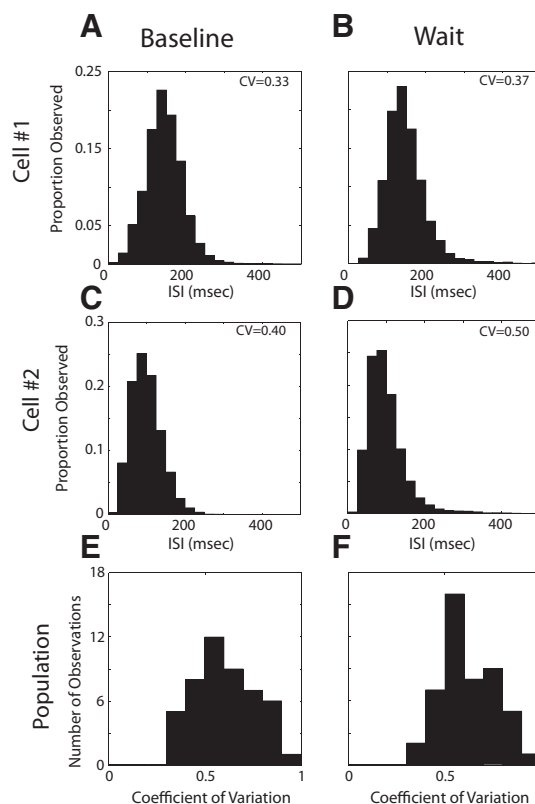 A
Baseline
B
Wait
Cell #1
Proportion Observed
0.25
0.15
0.05
0
CV=0.33
200
400
ISI (msec)
CV=0.37
0
200
400
ISI (msec)
C
D
Cell #2
Proportion Observed
0.3
0.2
0.1
0
CV=0.40
0
200
400
ISI (msec)
CV=0.50
0
200
400
ISI (msec)
E
F
Population
Number of Observations
18
12
6
0
0
0.5
1
Coefficient of Variation
0
0.5
Coefficient of Variation